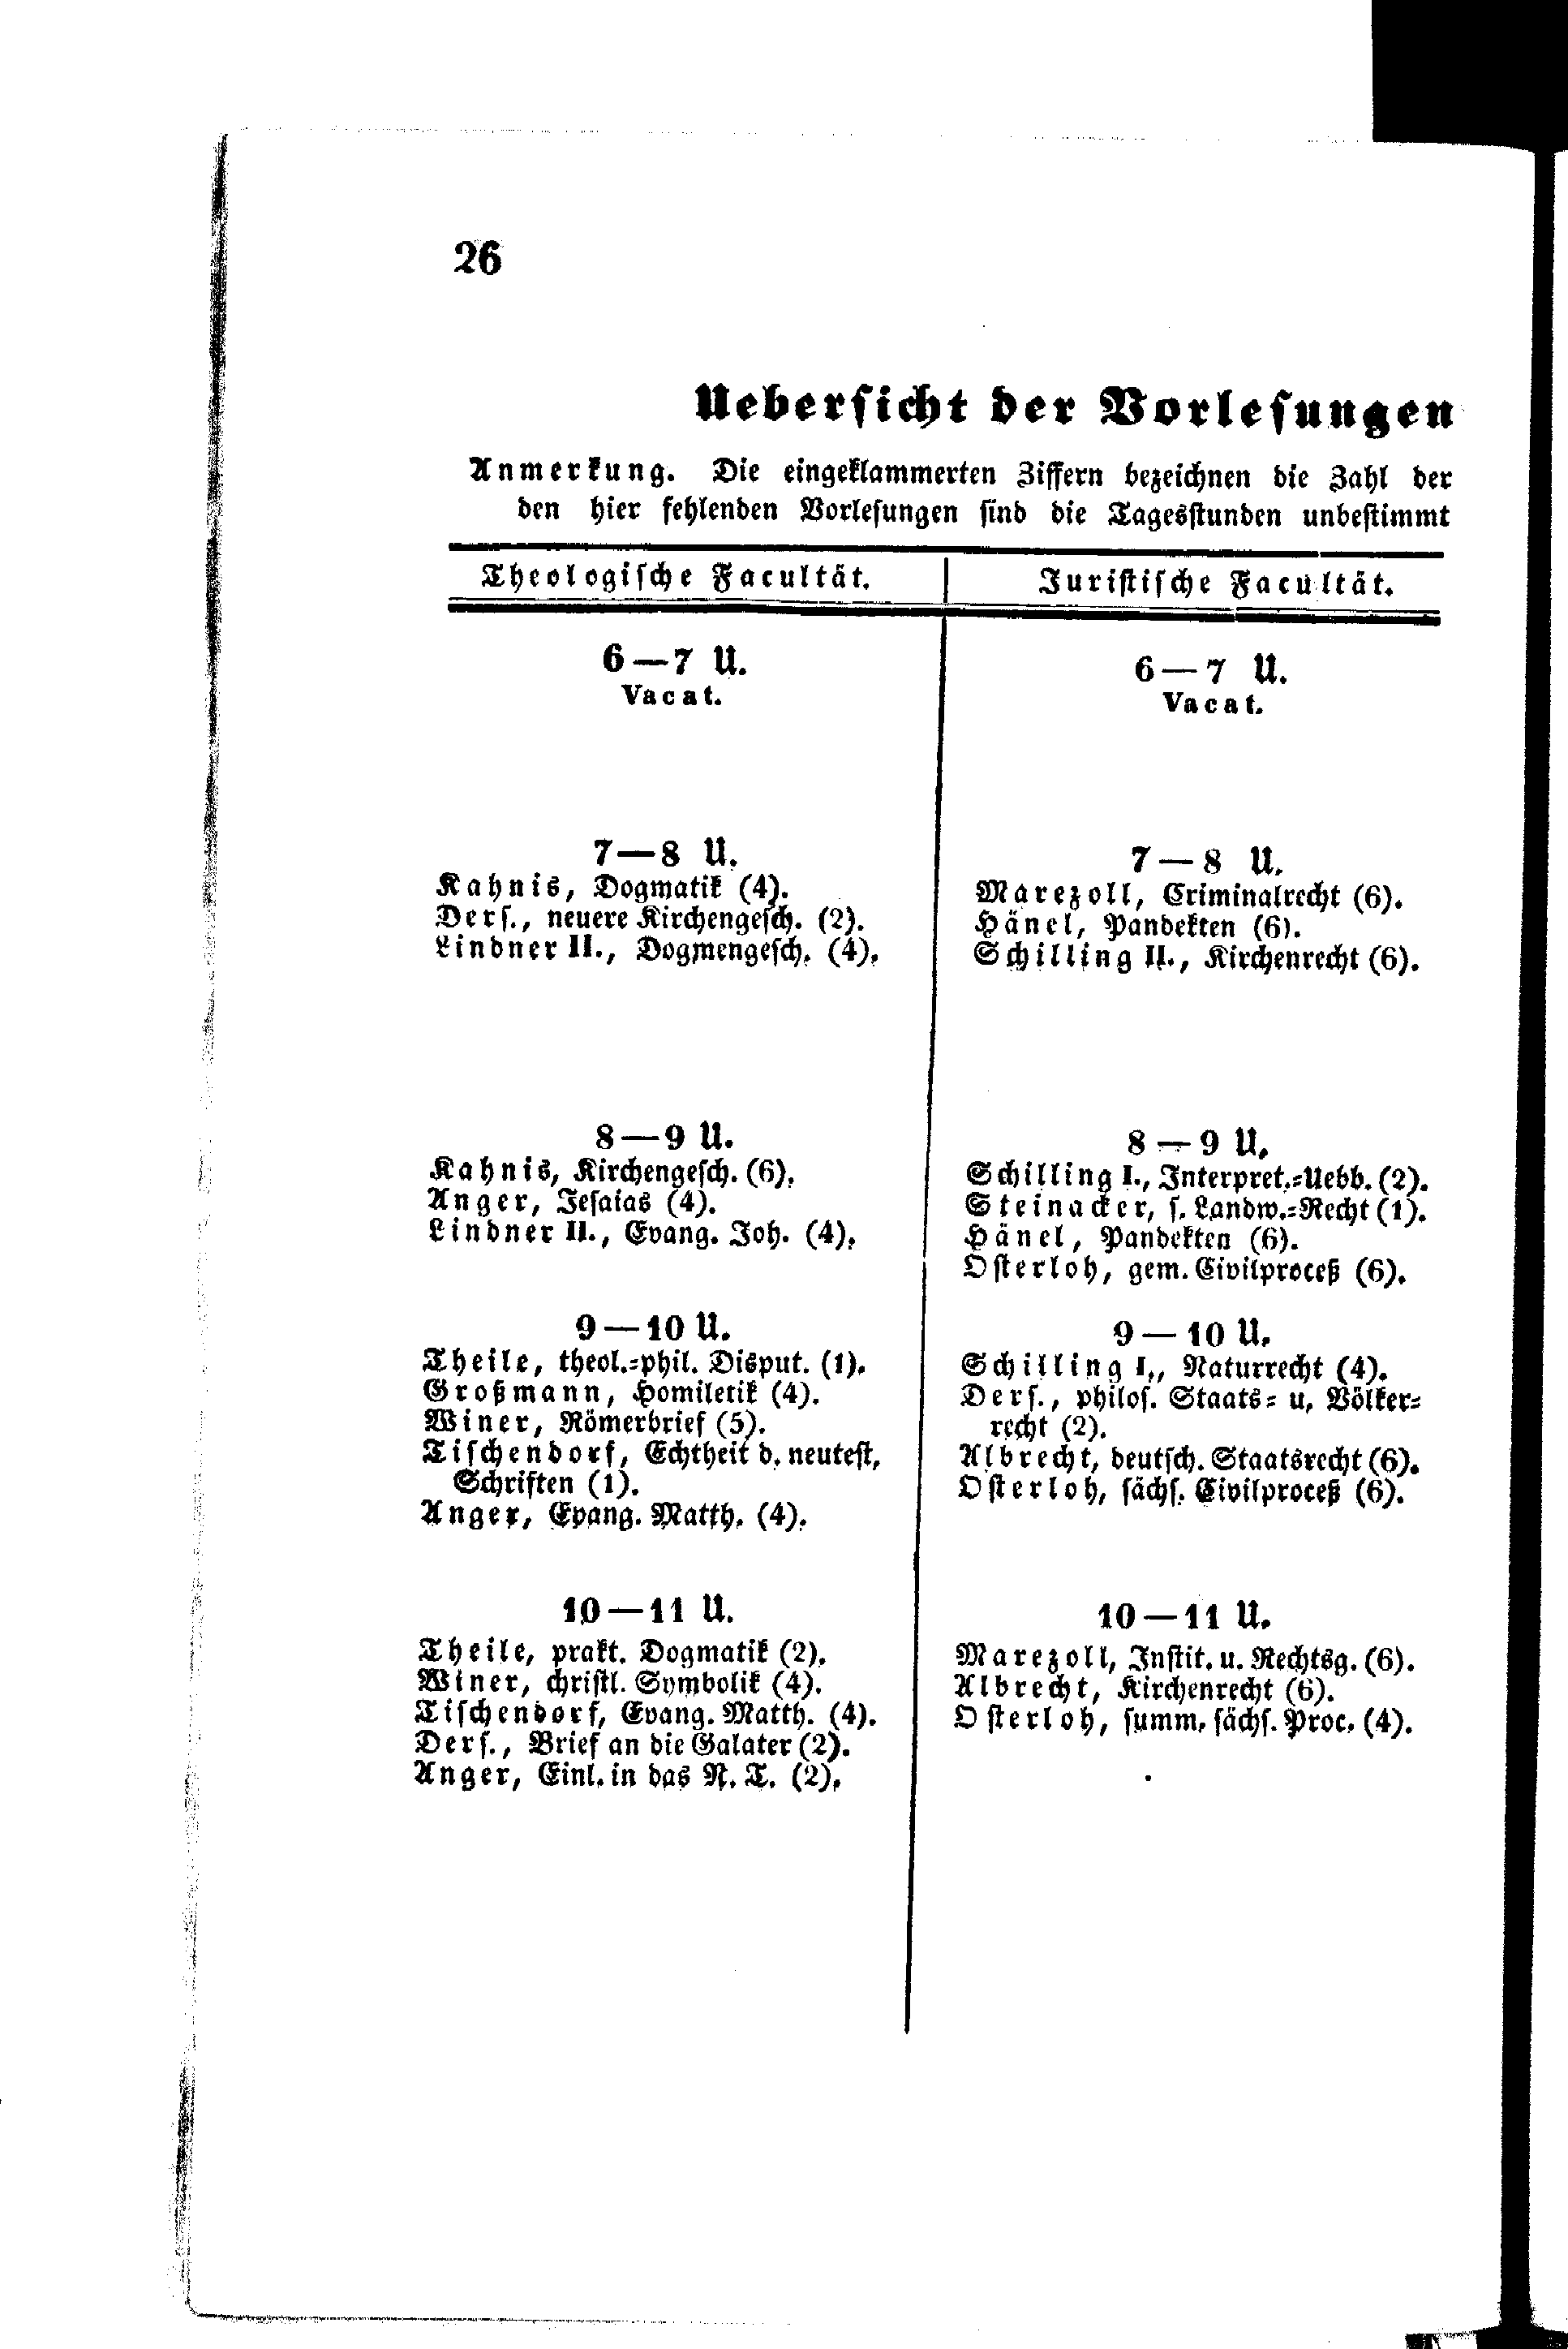 26
Uebersicht der Vorlesungen
Anmerkung. Die eingeklammerten Ziffern bezeichnen die Zahl der
den hier fehlenden Vorlesungen sind die Tagesstunden unbestimmt
Theologische Facultät.
6—7 U.
Vacat.
7—8 U.
Kahnis, Dogmatik (4).
Ders., neuere Kirchengesch. (2).
Lindner II., Dogmengesch. (4).
8—9 U.
Kahnis, Kirchengesch. (6).
Anger, Jesaias (4).
Lindner II., Evang. Joh. (4).
9—10 U.
Theile, theol.-phil. Disput. (1).
Großmann, Homiletik (4).
Winer, Römerbrief (5).
Tischendorf, Echtheit d. neutest.
Schriften (1).
Anger, Evang. Matth. (4).
10—11 U.
Theile, prakt. Dogmatik (2).
Winer, christl. Symbolik (4).
Tischendorf, Evang. Matth. (4).
Ders., Brief an die Galater (2).
Anger, Einl. in das N. T. (2).
Juristische Facultät.
6—7 U.
Vacat.
7—8 U.
Marezoll, Criminalrecht (6).
Hänel, Pandekten (6).
Schilling II., Kirchenrecht (6).
8—9 U.
Schilling I., Interpret.-Uebb. (2).
Steinacker, s. Landw.-Recht (1).
Hänel, Pandekten (6).
Osterloh, gem. Civilproceß (6).
9—10 U.
Schilling I., Naturrecht (4).
Ders., philos. Staats- u. Völker-
recht (2).
Albrecht, deutsch. Staatsrecht (6).
Osterloh, sächs. Civilproceß (6).
10—11 U.
Marezoll, Instit. u. Rechtsg. (6).
Albrecht, Kirchenrecht (6).
Osterloh, summ. sächs. Proc. (4).